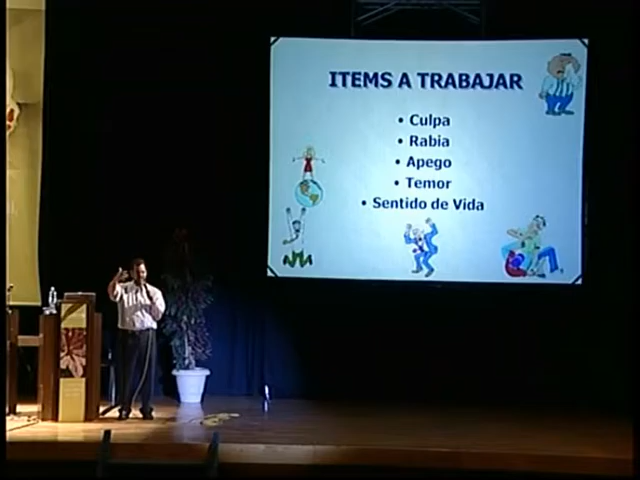 ITEMS A TRABAJAR
• Culpa
• Rabia
• Apego
• Temor
• Sentido de Vida